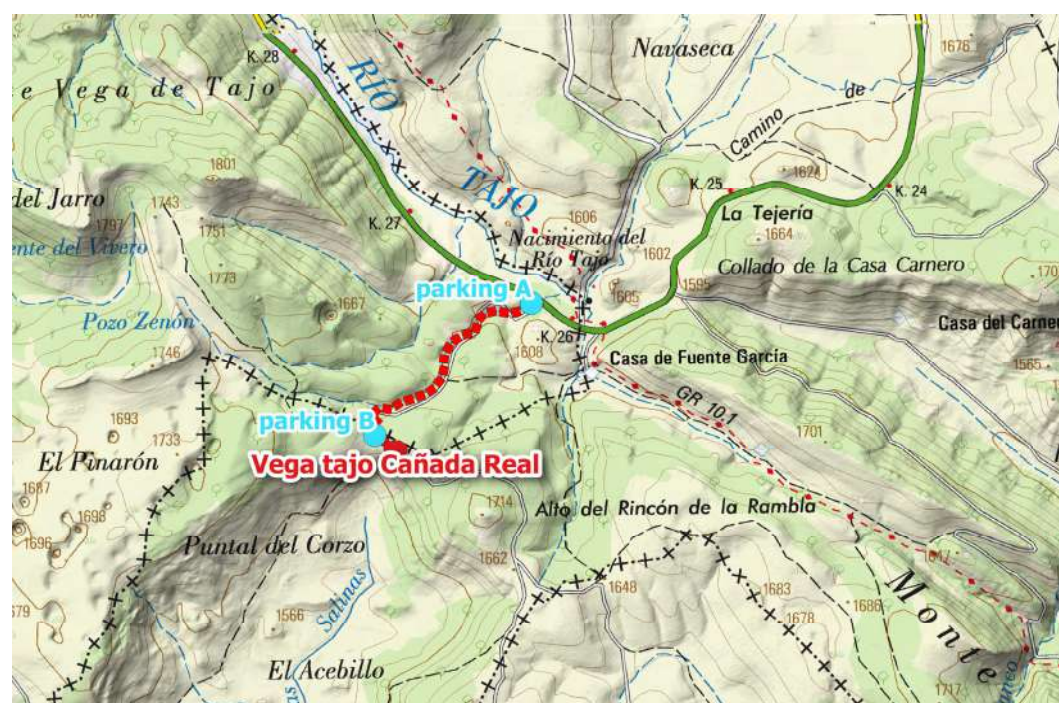 K. 28
RÍO
Navaseca
1676
e Vega de Tajo
Camino
de
1801
TAJO
K. 25
1624
K. 24
del Jarro
1743
1797
1751
K. 27
1606
La Tejería
1664
ente del Vivero
Nacimiento del
Río Tajo
1602
1773
Collado de la Casa Carnero
170
parking A
1605
1595
1667
Pozo Zenón
K. 26
Casa del Carne
1746
1608
Casa de Fuente García
1565
GR 10.1
1693
parking B
1701
1733
El Pinarón
Vega tajo Cañada Real
1687
1714
Alto del Rincón de la Rambla
1698
1696
Puntal del Corzo
1662
1647
Monte
679
1566
Salinas
1648
1683
1686
1678
El Acebillo
1717